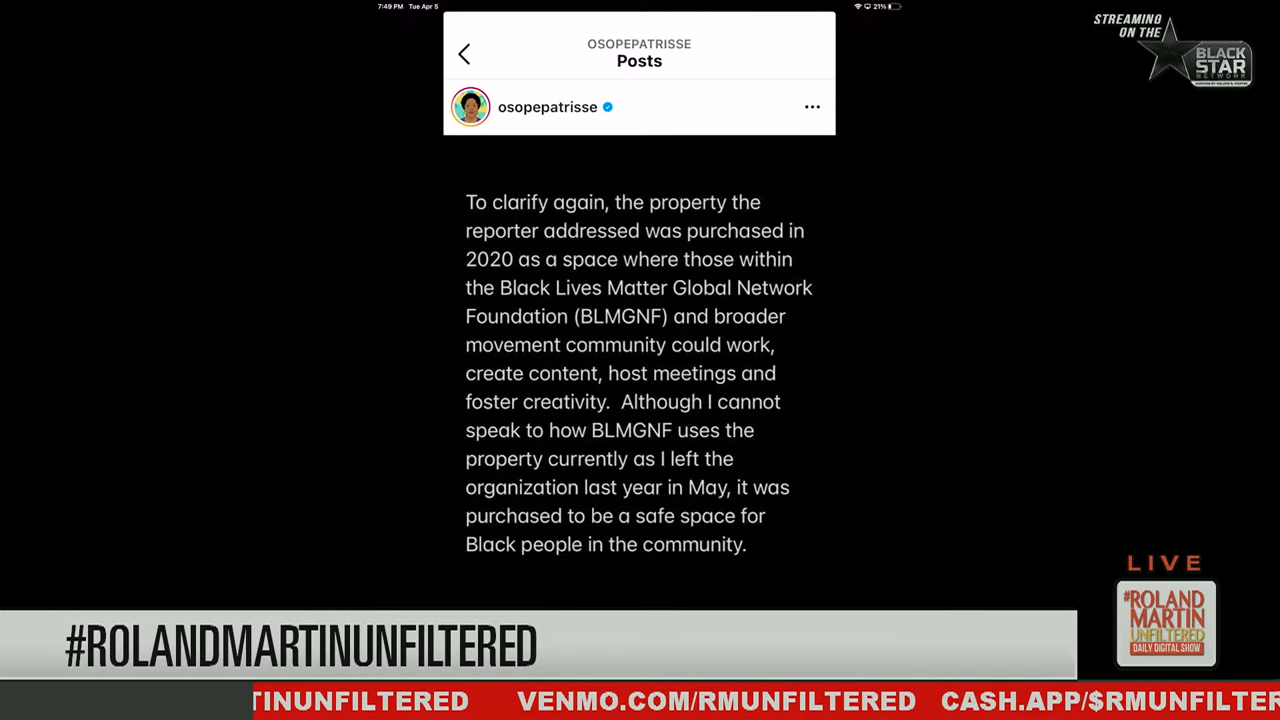 7:49 PM Tue Apr 5
21%
STREAMING
ON THE
BLACK
STAR
NETWORK
OSOPEPATRISSE
Posts
osopepatrisse
To clarify again, the property the
reporter addressed was purchased in
2020 as a space where those within
the Black Lives Matter Global Network
Foundation (BLMGNF) and broader
movement community could work,
create content, host meetings and
foster creativity. Although I cannot
speak to how BLMGNF uses the
property currently as I left the
organization last year in May, it was
purchased to be a safe space for
Black people in the community.
LIVE
#ROLAND
MARTIN
UNFILTERED
DAILY DIGITAL SHOW
#ROLANDMARTINUNFILTERED
TINUNFILTERED VENMO.COM/RMUNFILTERED CASH.APP/$RMUNFILTER